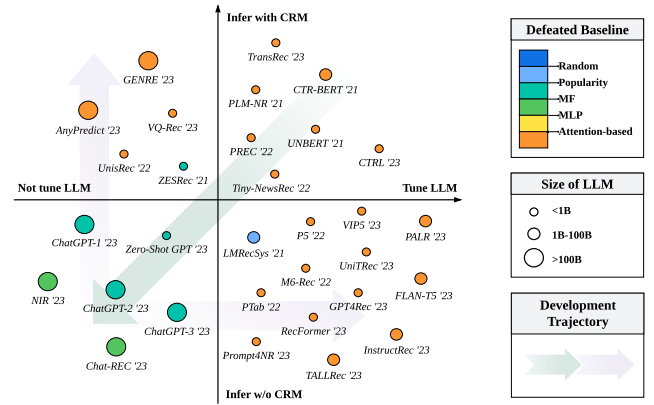 Infer with CRM
TransRec '23
GENRE '23
CTR-BERT '21
PLM-NR '21
AnyPredict '23
VQ-Rec '23
UNBERT '21
PREC '22
UnisRec '22
CTRL '23
ZESRec '21
Tiny-NewsRec '22
Not tune LLM
Tune LLM
ChatGPT-1 '23
Zero-Shot GPT '23
LMRecSys '21
P5 '22
VIP5 '23
PALR '23
UniTRec '23
M6-Rec '22
NIR '23
ChatGPT-2 '23
PTab '22
GPT4Rec '23
FLAN-T5 '23
ChatGPT-3 '23
RecFormer '23
Chat-REC '23
Prompt4NR '23
InstructRec '23
TALLRec '23
Infer w/o CRM
Defeated Baseline
Random
Popularity
MF
MLP
Attention-based
Size of LLM
<1B
1B-100B
>100B
Development
Trajectory